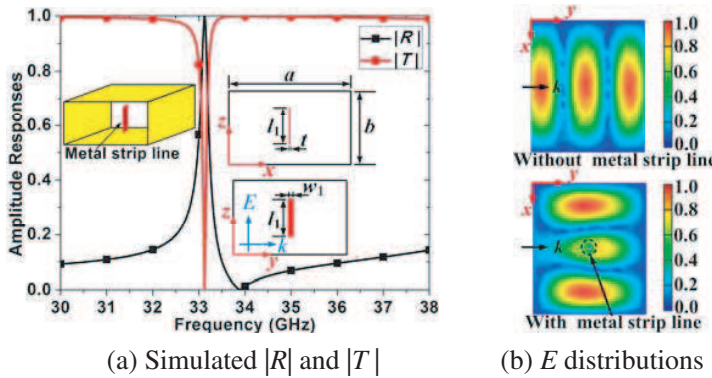 1.0
0.8
0.6
0.4
0.2
0.0
Amplitude Responses
30 31 32 33 34 35 36 37 38
Frequency (GHz)
|R|
|T|
Metal strip line
a
b
l1
t
z
x
w1
l1
E
k
z
y
(a) Simulated |R| and |T|
y
x
k
1.0
0.8
0.6
0.4
0.2
0.0
Without metal strip line
y
x
k
1.0
0.8
0.6
0.4
0.2
0.0
With metal strip line
(b) E distributions